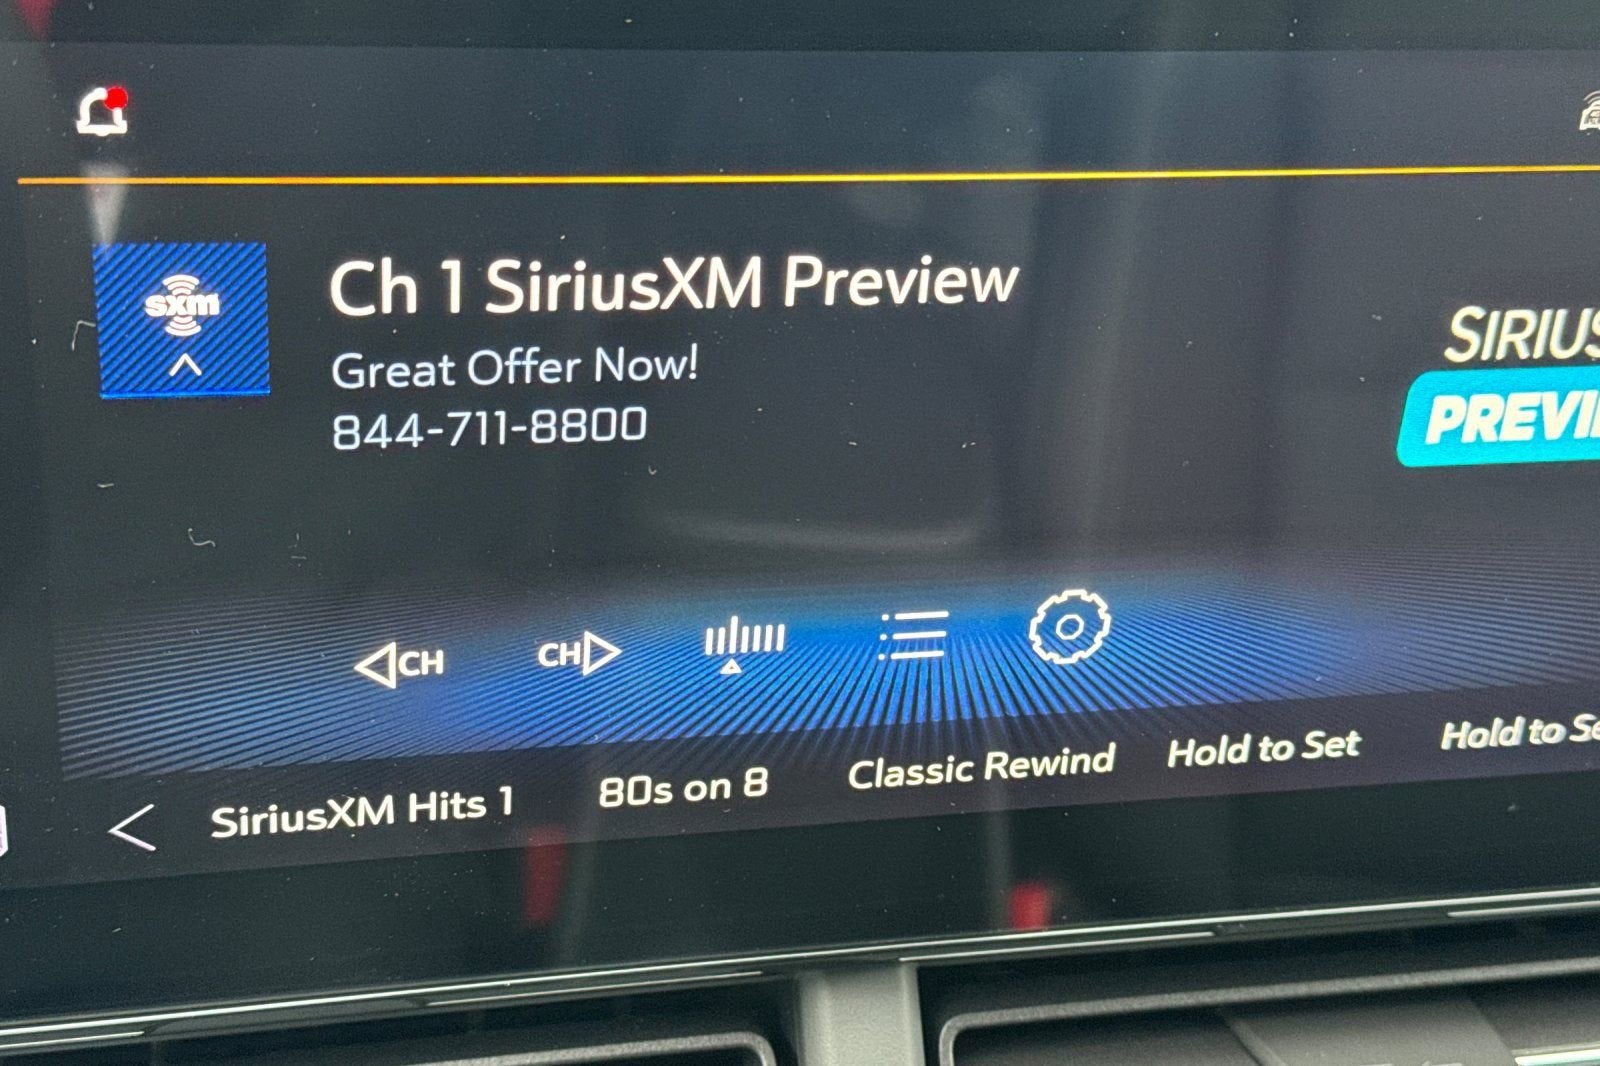 sxm
Ch 1 SiriusXM Preview
Great Offer Now!
844-711-8800
SIRIUS
PREVI
CH
CH
SiriusXM Hits 1
80s on 8
Classic Rewind
Hold to Set
Hold to Se